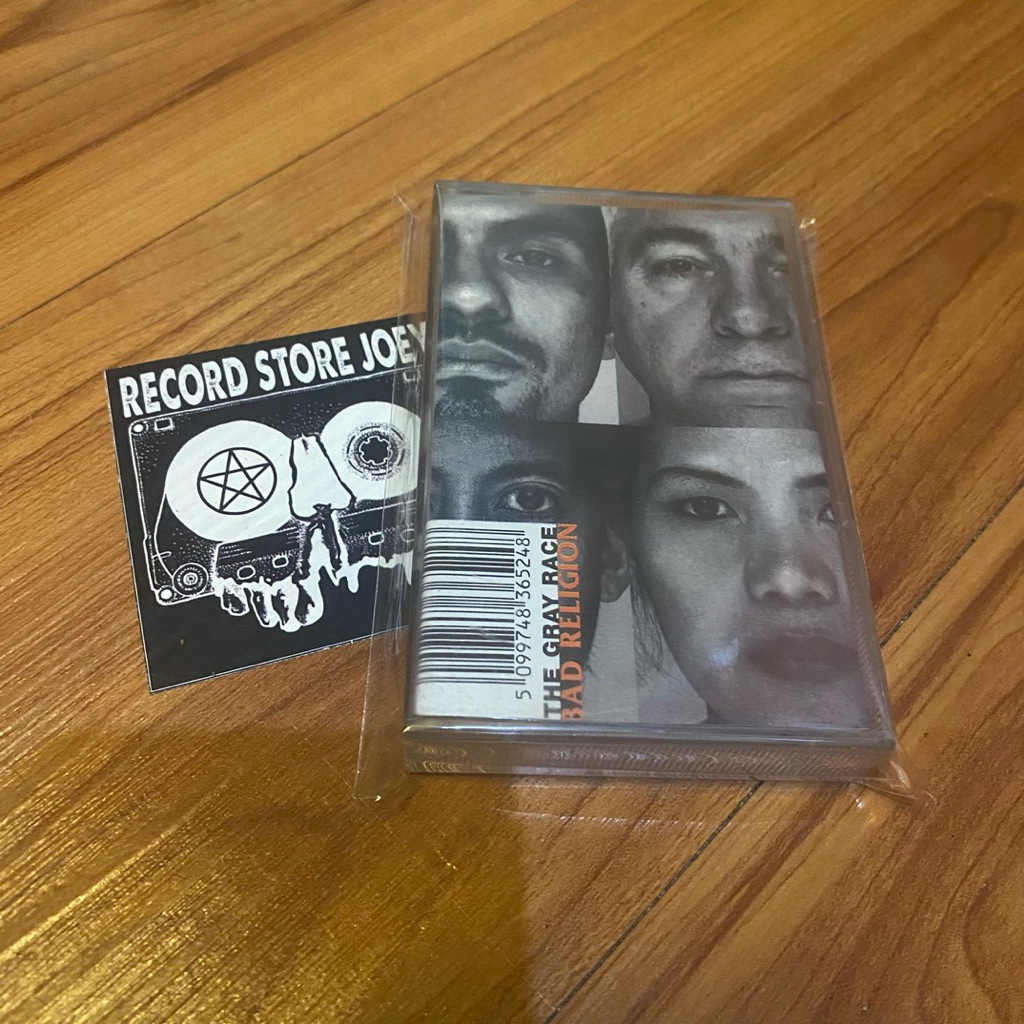 RECORD STORE JOEY
5 099748 365248
THE GRAY RACE
BAD RELIGION